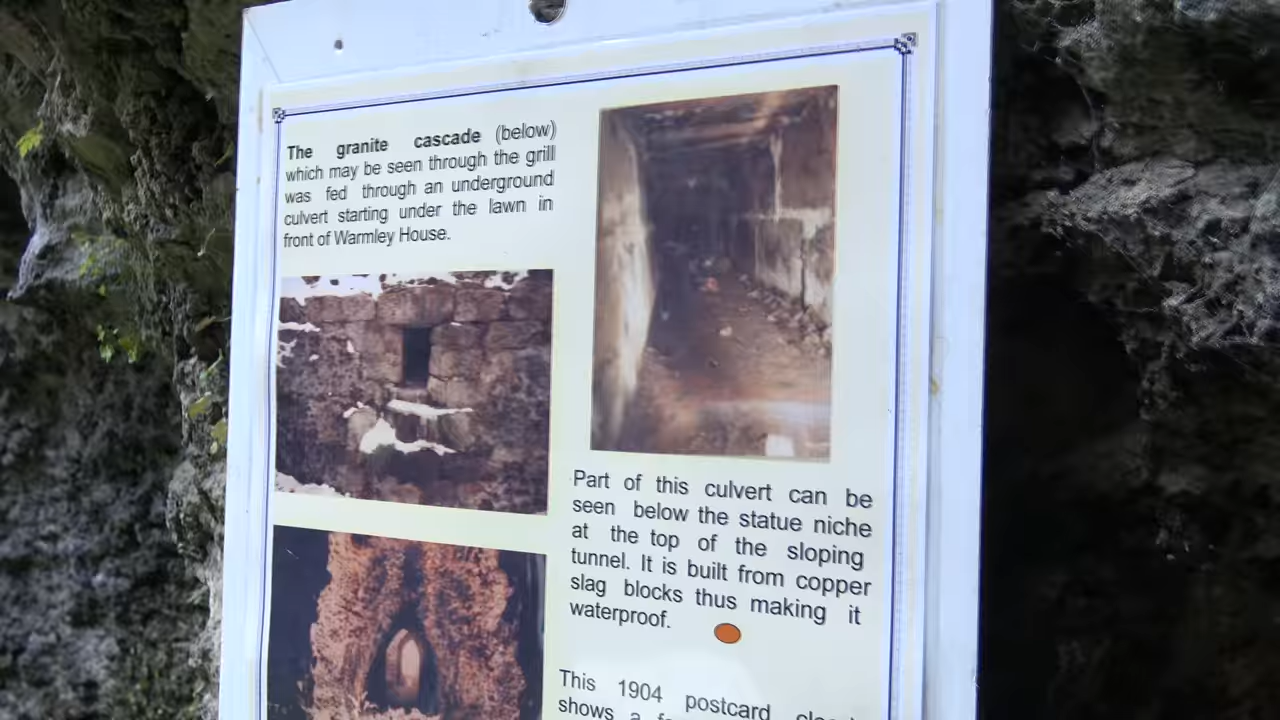 The granite cascade (below)
which may be seen through the grill
was fed through an underground
culvert starting under the lawn in
front of Warmley House.
Part of this culvert can be
seen below the statue niche
at the top of the sloping
tunnel. It is built from copper
slag blocks thus making it
waterproof.
This 1904 postcard
shows a